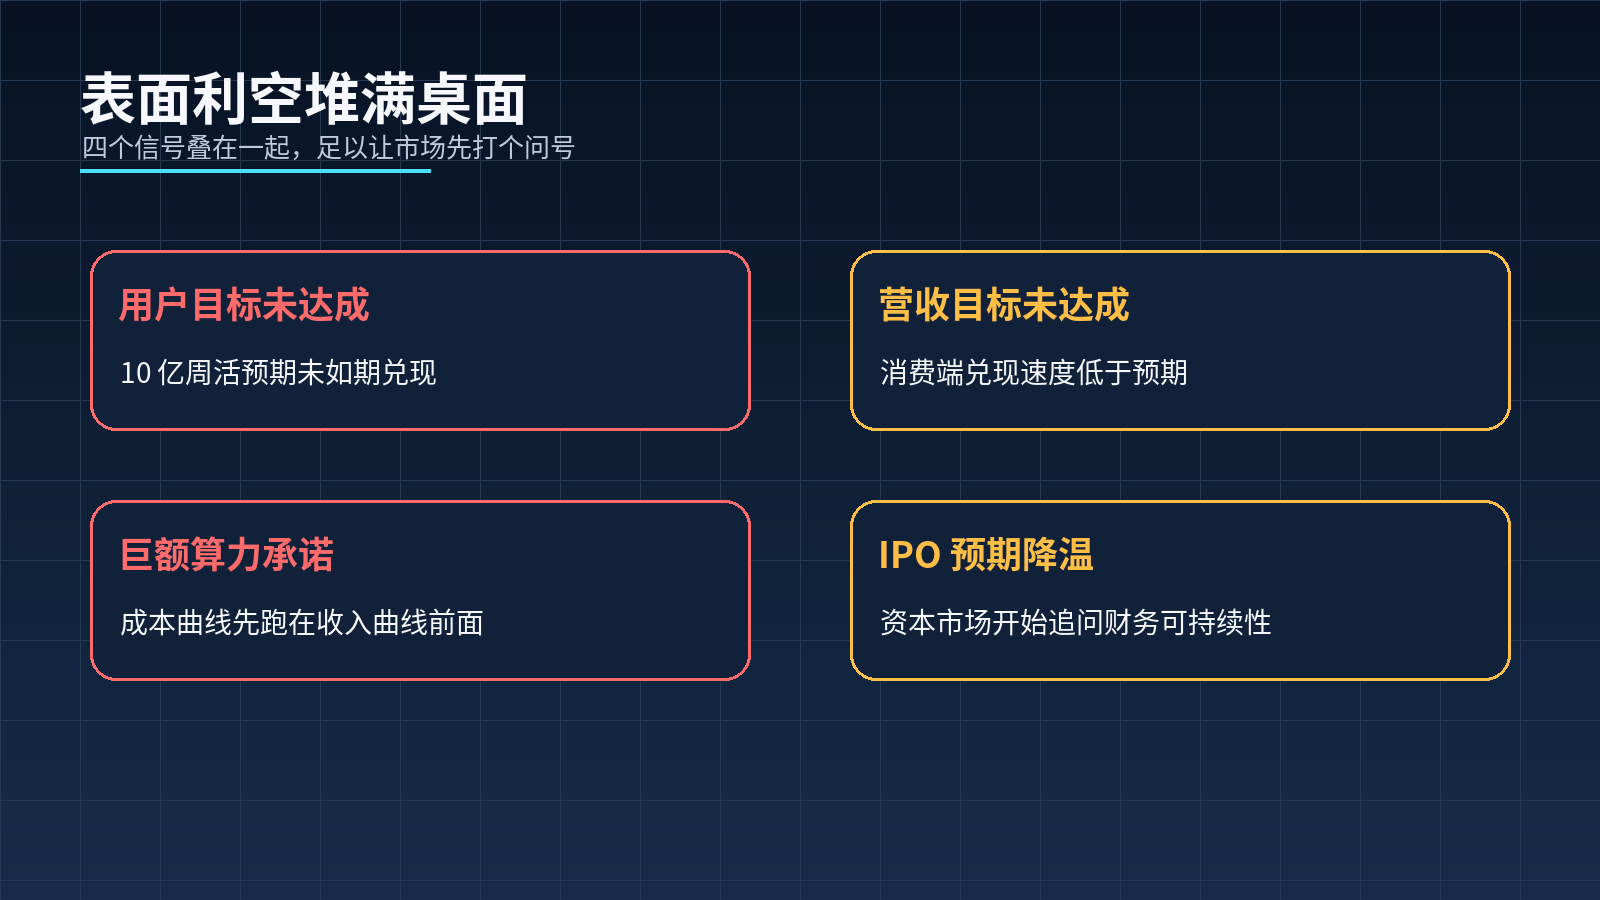 表面利空堆满桌面
四个信号叠在一起，足以让市场先打个问号
用户目标未达成
10 亿周活预期未如期兑现
营收目标未达成
消费端兑现速度低于预期
巨额算力承诺
成本曲线先跑在收入曲线前面
IPO 预期降温
资本市场开始追问财务可持续性